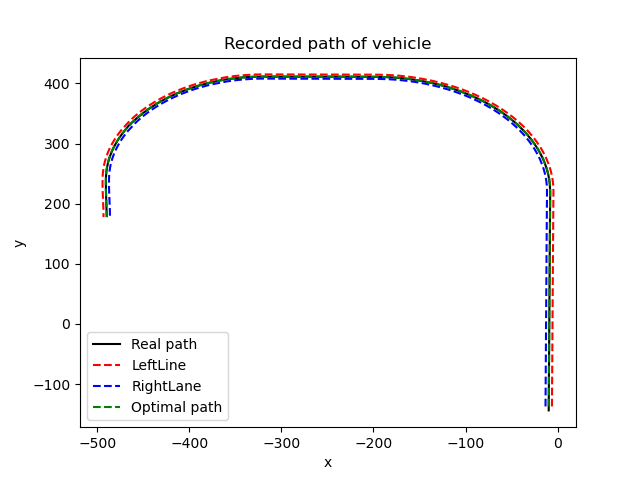 Recorded path of vehicle
y
400
300
200
100
0
−100
Real path
LeftLine
RightLane
Optimal path
−500 −400 −300 −200 −100 0
x